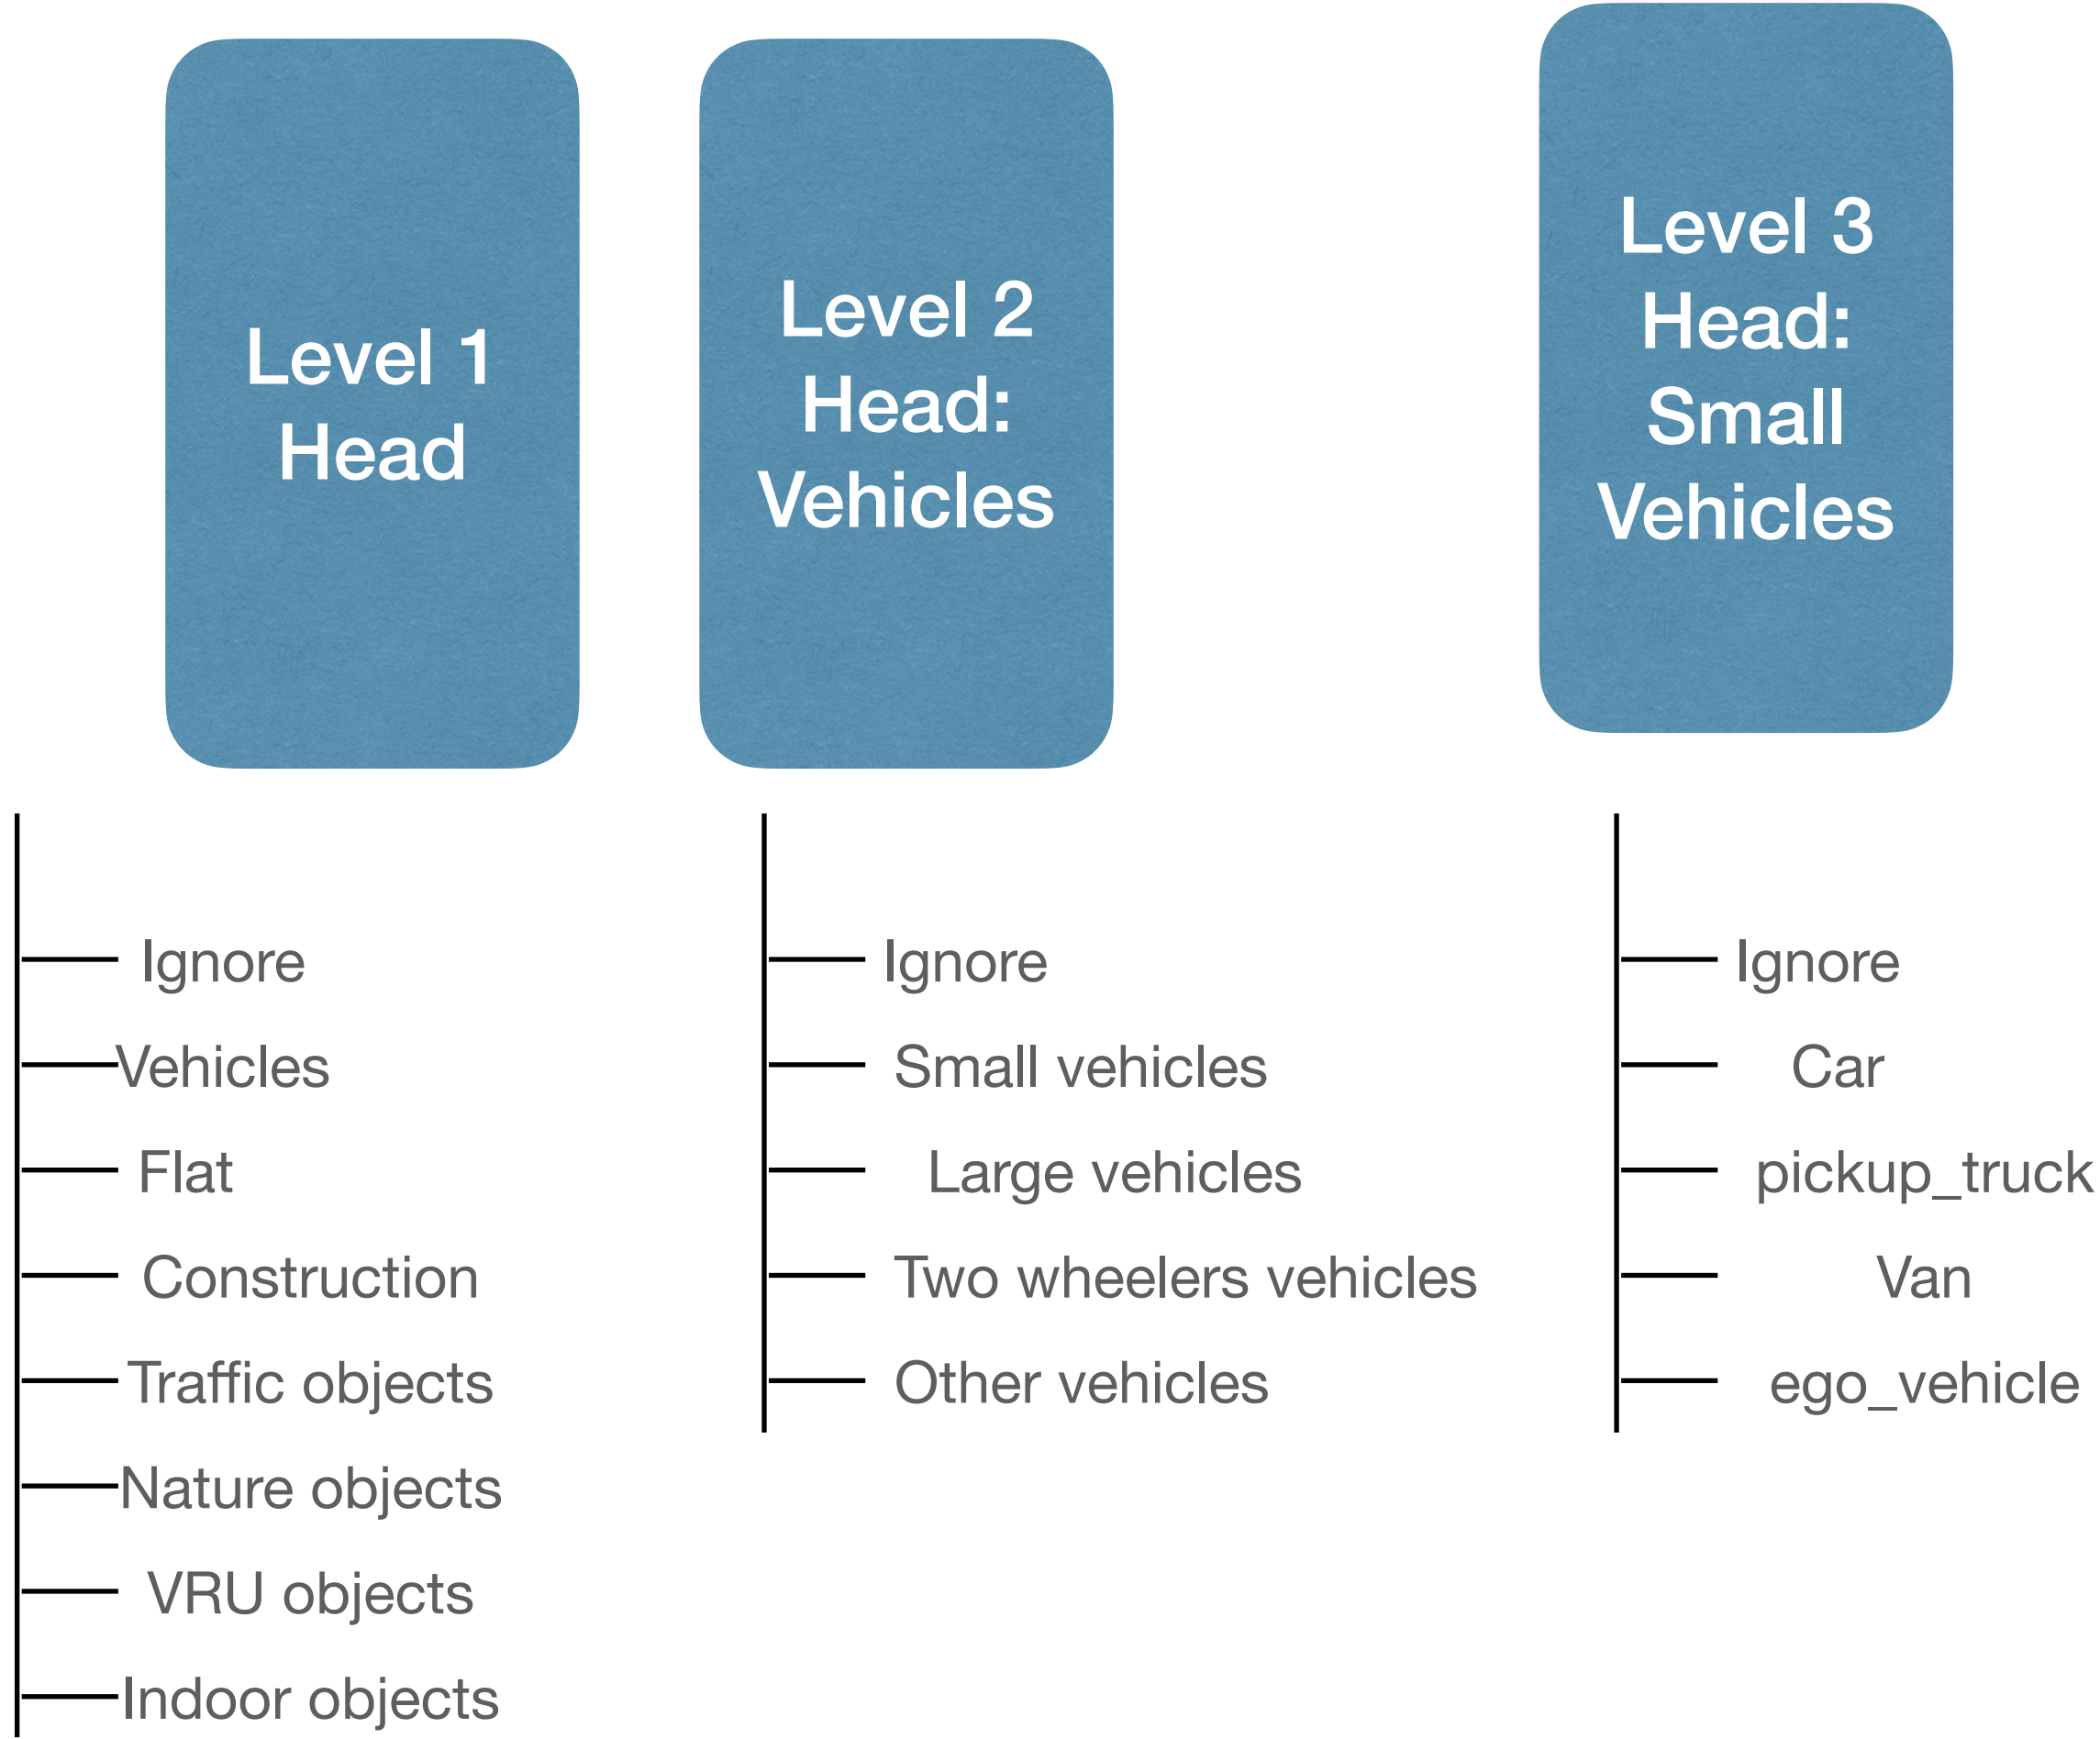 Level 1
Head
Level 2
Head:
Vehicles
Level 3
Head:
Small
Vehicles
Ignore
Vehicles
Flat
Construction
Traffic objects
Nature objects
VRU objects
Indoor objects
Ignore
Small vehicles
Large vehicles
Two wheelers vehicles
Other vehicles
Ignore
Car
pickup_truck
Van
ego_vehicle